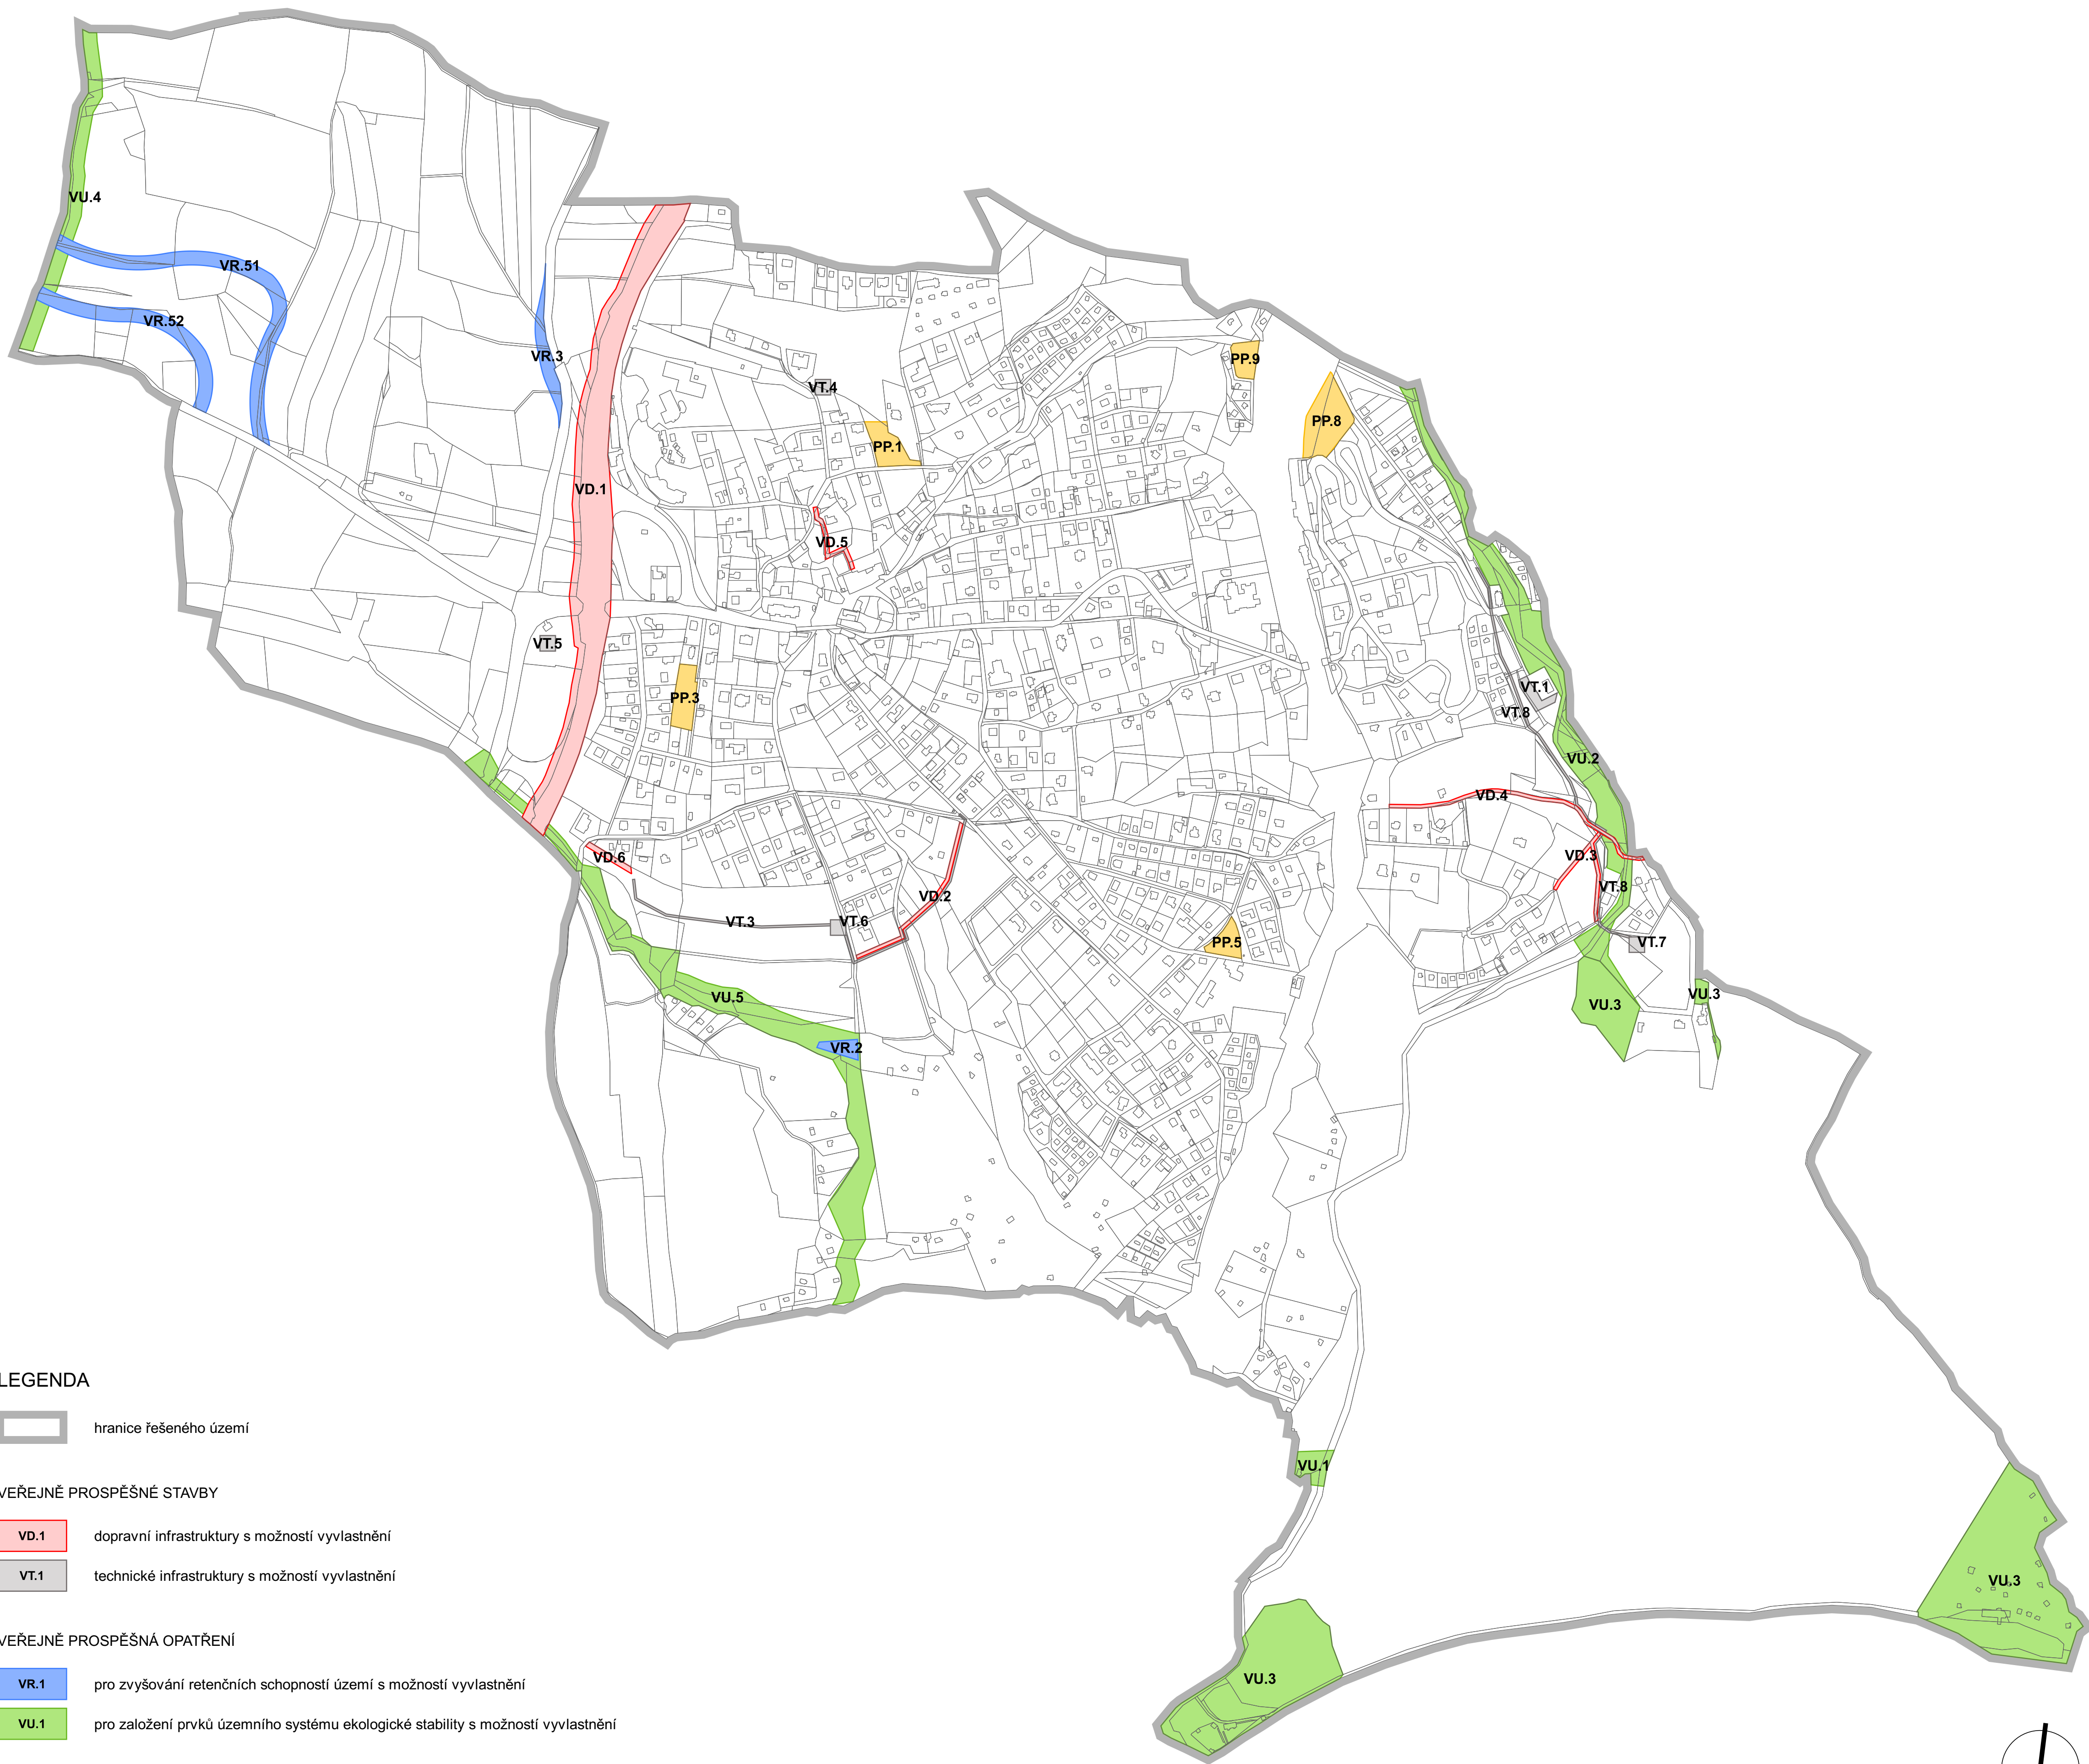 VU.4
VR.51
VR.52
VR.3
PP.9
VT.4
PP.8
PP.1
VD.1
VD.5
VT.5
VT.1
PP.3
VT.8
VU.2
VD.4
VD.6
VD.3
VT.8
VD.2
VT.3
VT.6
PP.5
VT.7
VU.5
VU.3
VU.3
VR.2
LEGENDA
hranice řešeného území
VU.1
VEŘEJNĚ PROSPĚŠNÉ STAVBY
VD.1 dopravní infrastruktury s možností vyvlastnění
VT.1 technické infrastruktury s možností vyvlastnění
VU.3
VEŘEJNĚ PROSPĚŠNÁ OPATŘENÍ
VU.3
VR.1 pro zvyšování retenčních schopností území s možností vyvlastnění
VU.1 pro založení prvků územního systému ekologické stability s možností vyvlastnění